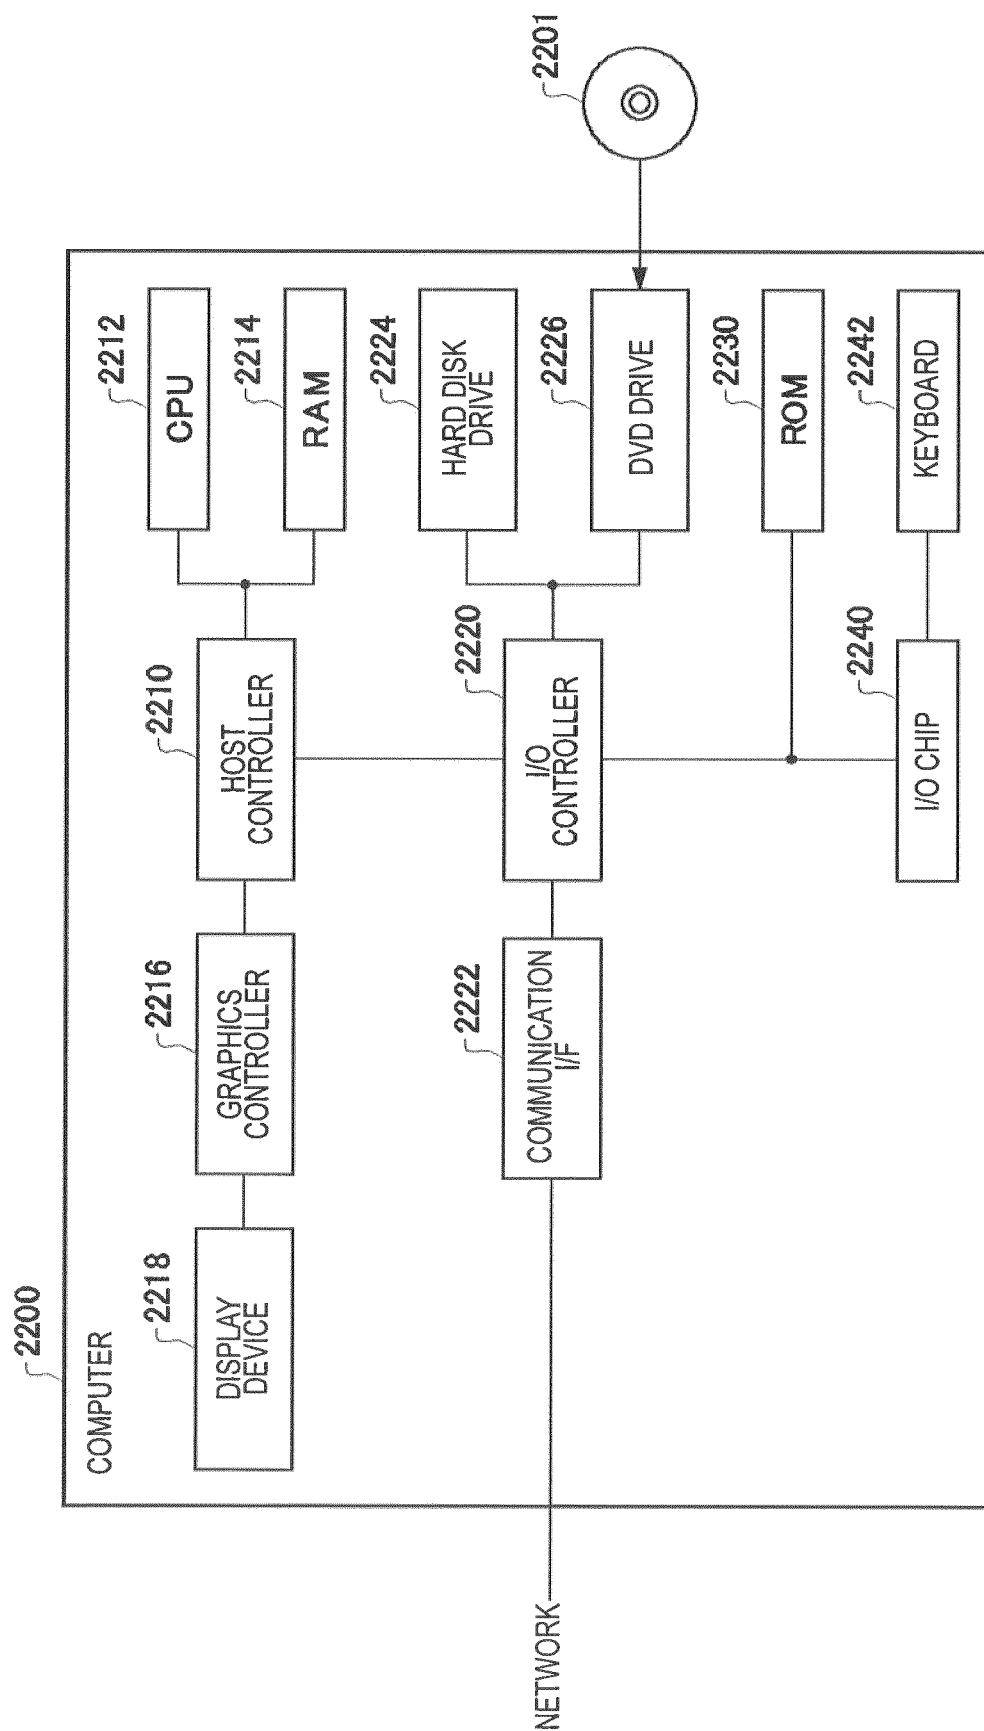 2200
COMPUTER
2218
DISPLAY
DEVICE
2216
GRAPHICS
CONTROLLER
2210
HOST
CONTROLLER
2212
CPU
2214
RAM
2224
HARD DISK
DRIVE
2226
DVD DRIVE
2201
2220
I/O
CONTROLLER
2222
COMMUNICATION
I/F
NETWORK
2230
ROM
2240
I/O CHIP
2242
KEYBOARD